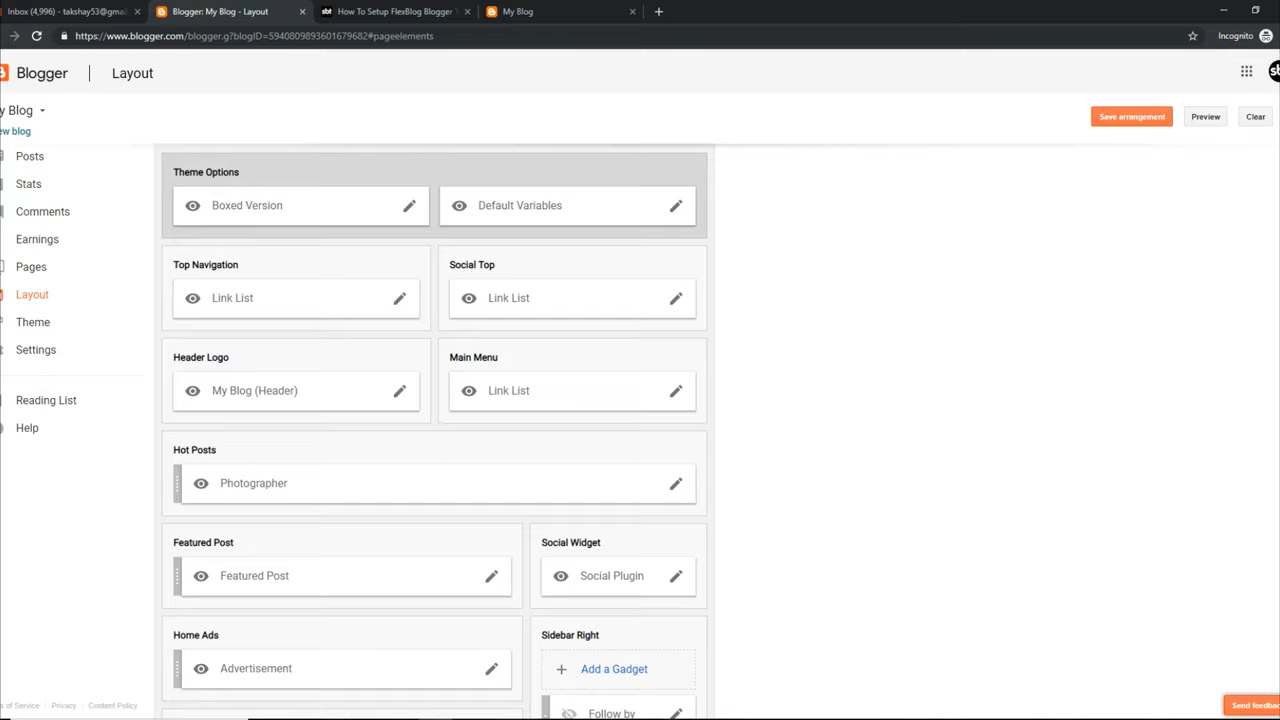 Inbox (4,996) - takshay53@gmail
Blogger: My Blog - Layout
How To Setup FlexBlog Blogger
My Blog
https://www.blogger.com/blogger.g?blogID=5940809893601679682#pageelements
Incognito
Blogger
Layout
y Blog
ew blog
Save arrangement
Preview
Clear
Posts
Stats
Comments
Earnings
Pages
Layout
Theme
Settings
Reading List
Help
Theme Options
Boxed Version
Default Variables
Top Navigation
Link List
Social Top
Link List
Header Logo
My Blog (Header)
Main Menu
Link List
Hot Posts
Photographer
Featured Post
Featured Post
Social Widget
Social Plugin
Home Ads
Advertisement
Sidebar Right
Add a Gadget
Follow by
s of Service
Privacy
Content Policy
Send feedba